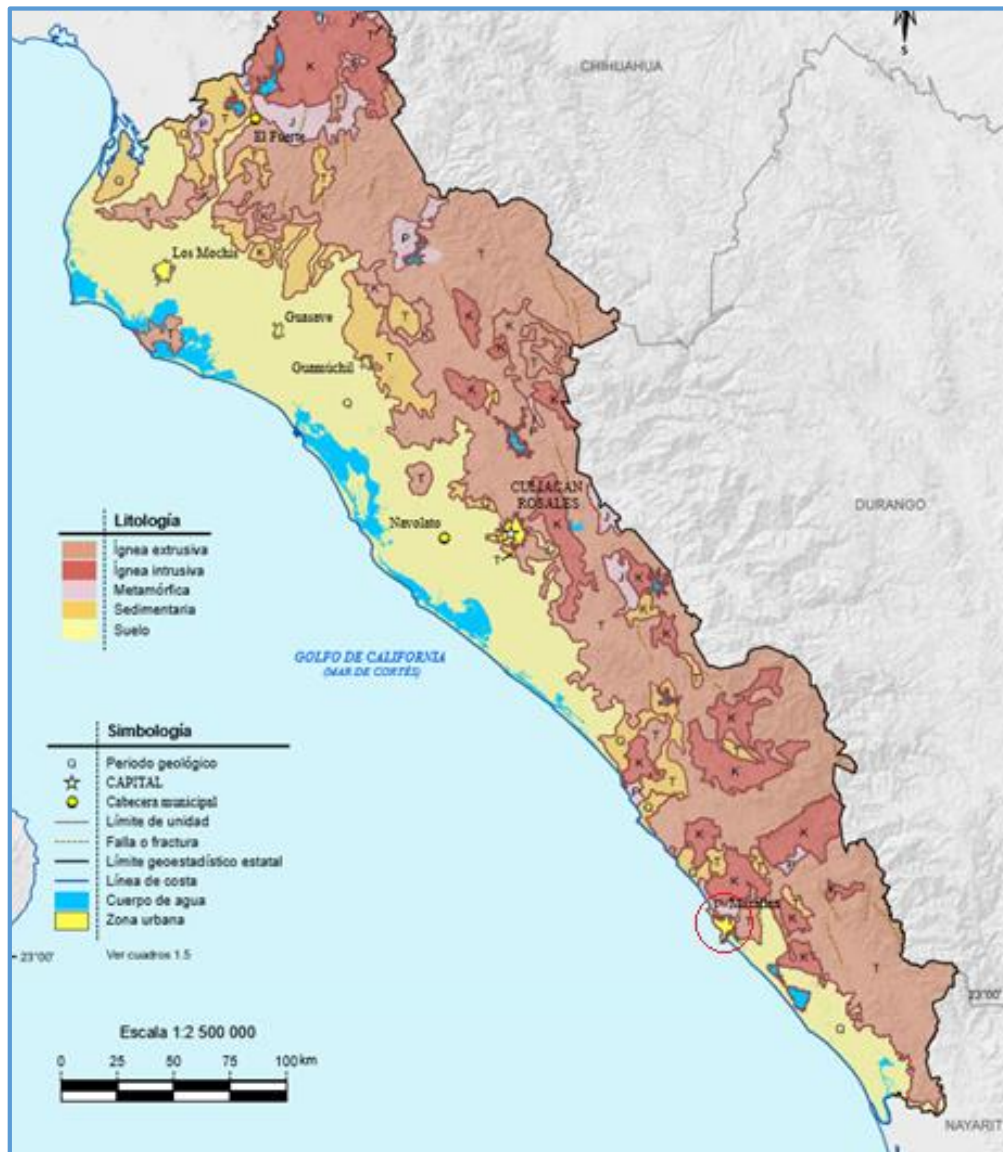 S
CHIHUAHUA
El Fuerte
Los Mochis
Guasave
Guamúchil
DURANGO
CULIACÁN
ROSALES
Navolato
Litología
Ígnea extrusiva
Ígnea intrusiva
Metamórfica
Sedimentaria
Suelo
GOLFO DE CALIFORNIA
(MAR DE CORTÉS)
Simbología
Q Periodo geológico
CAPITAL
Cabecera municipal
Límite de unidad
Falla o fractura
Límite geoestadístico estatal
Línea de costa
Cuerpo de agua
Zona urbana
Mazatlán
23°00'
Ver cuadros 1.5
23°00'
Escala 1:2 500 000
0 25 50 75 100 km
NAYARIT